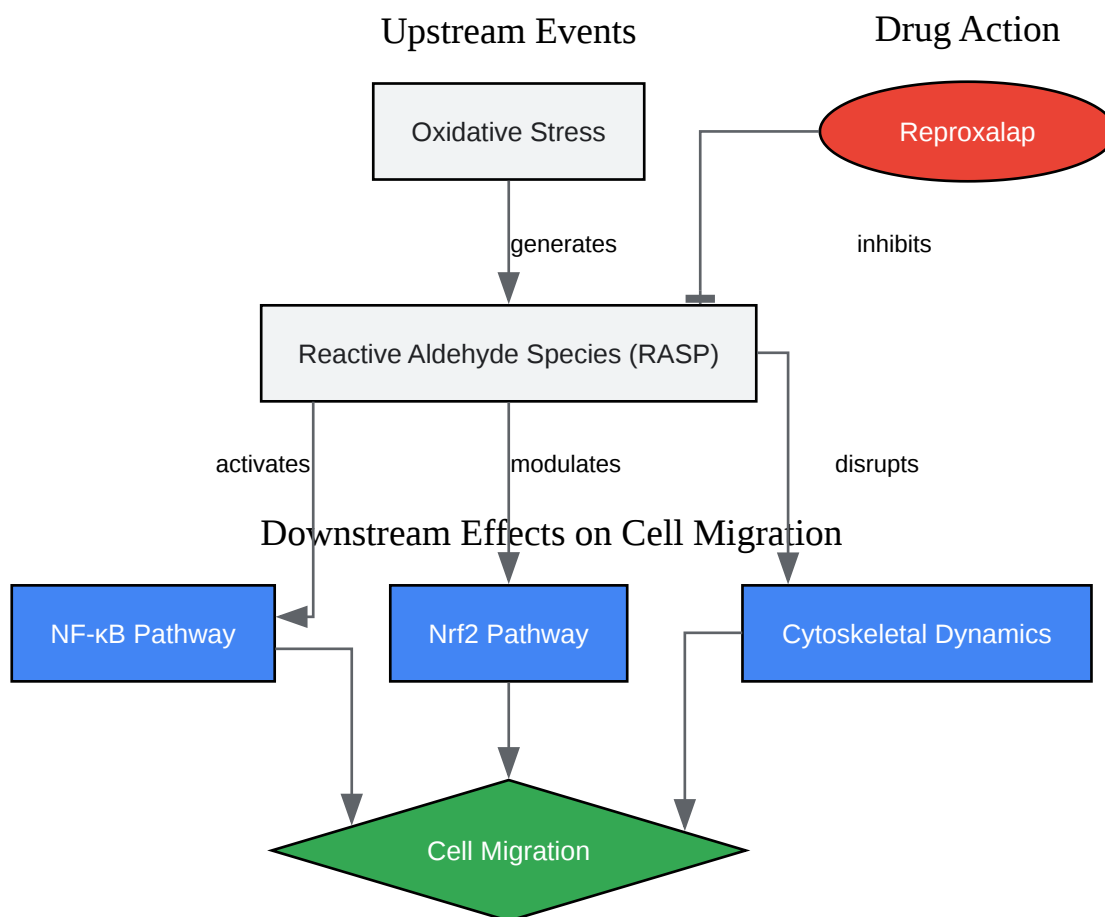 Upstream Events
Drug Action
Oxidative Stress
Reproxalap
generates
inhibits
Reactive Aldehyde Species (RASP)
activates
modulates
disrupts
Downstream Effects on Cell Migration
NF-κB Pathway
Nrf2 Pathway
Cytoskeletal Dynamics
Cell Migration